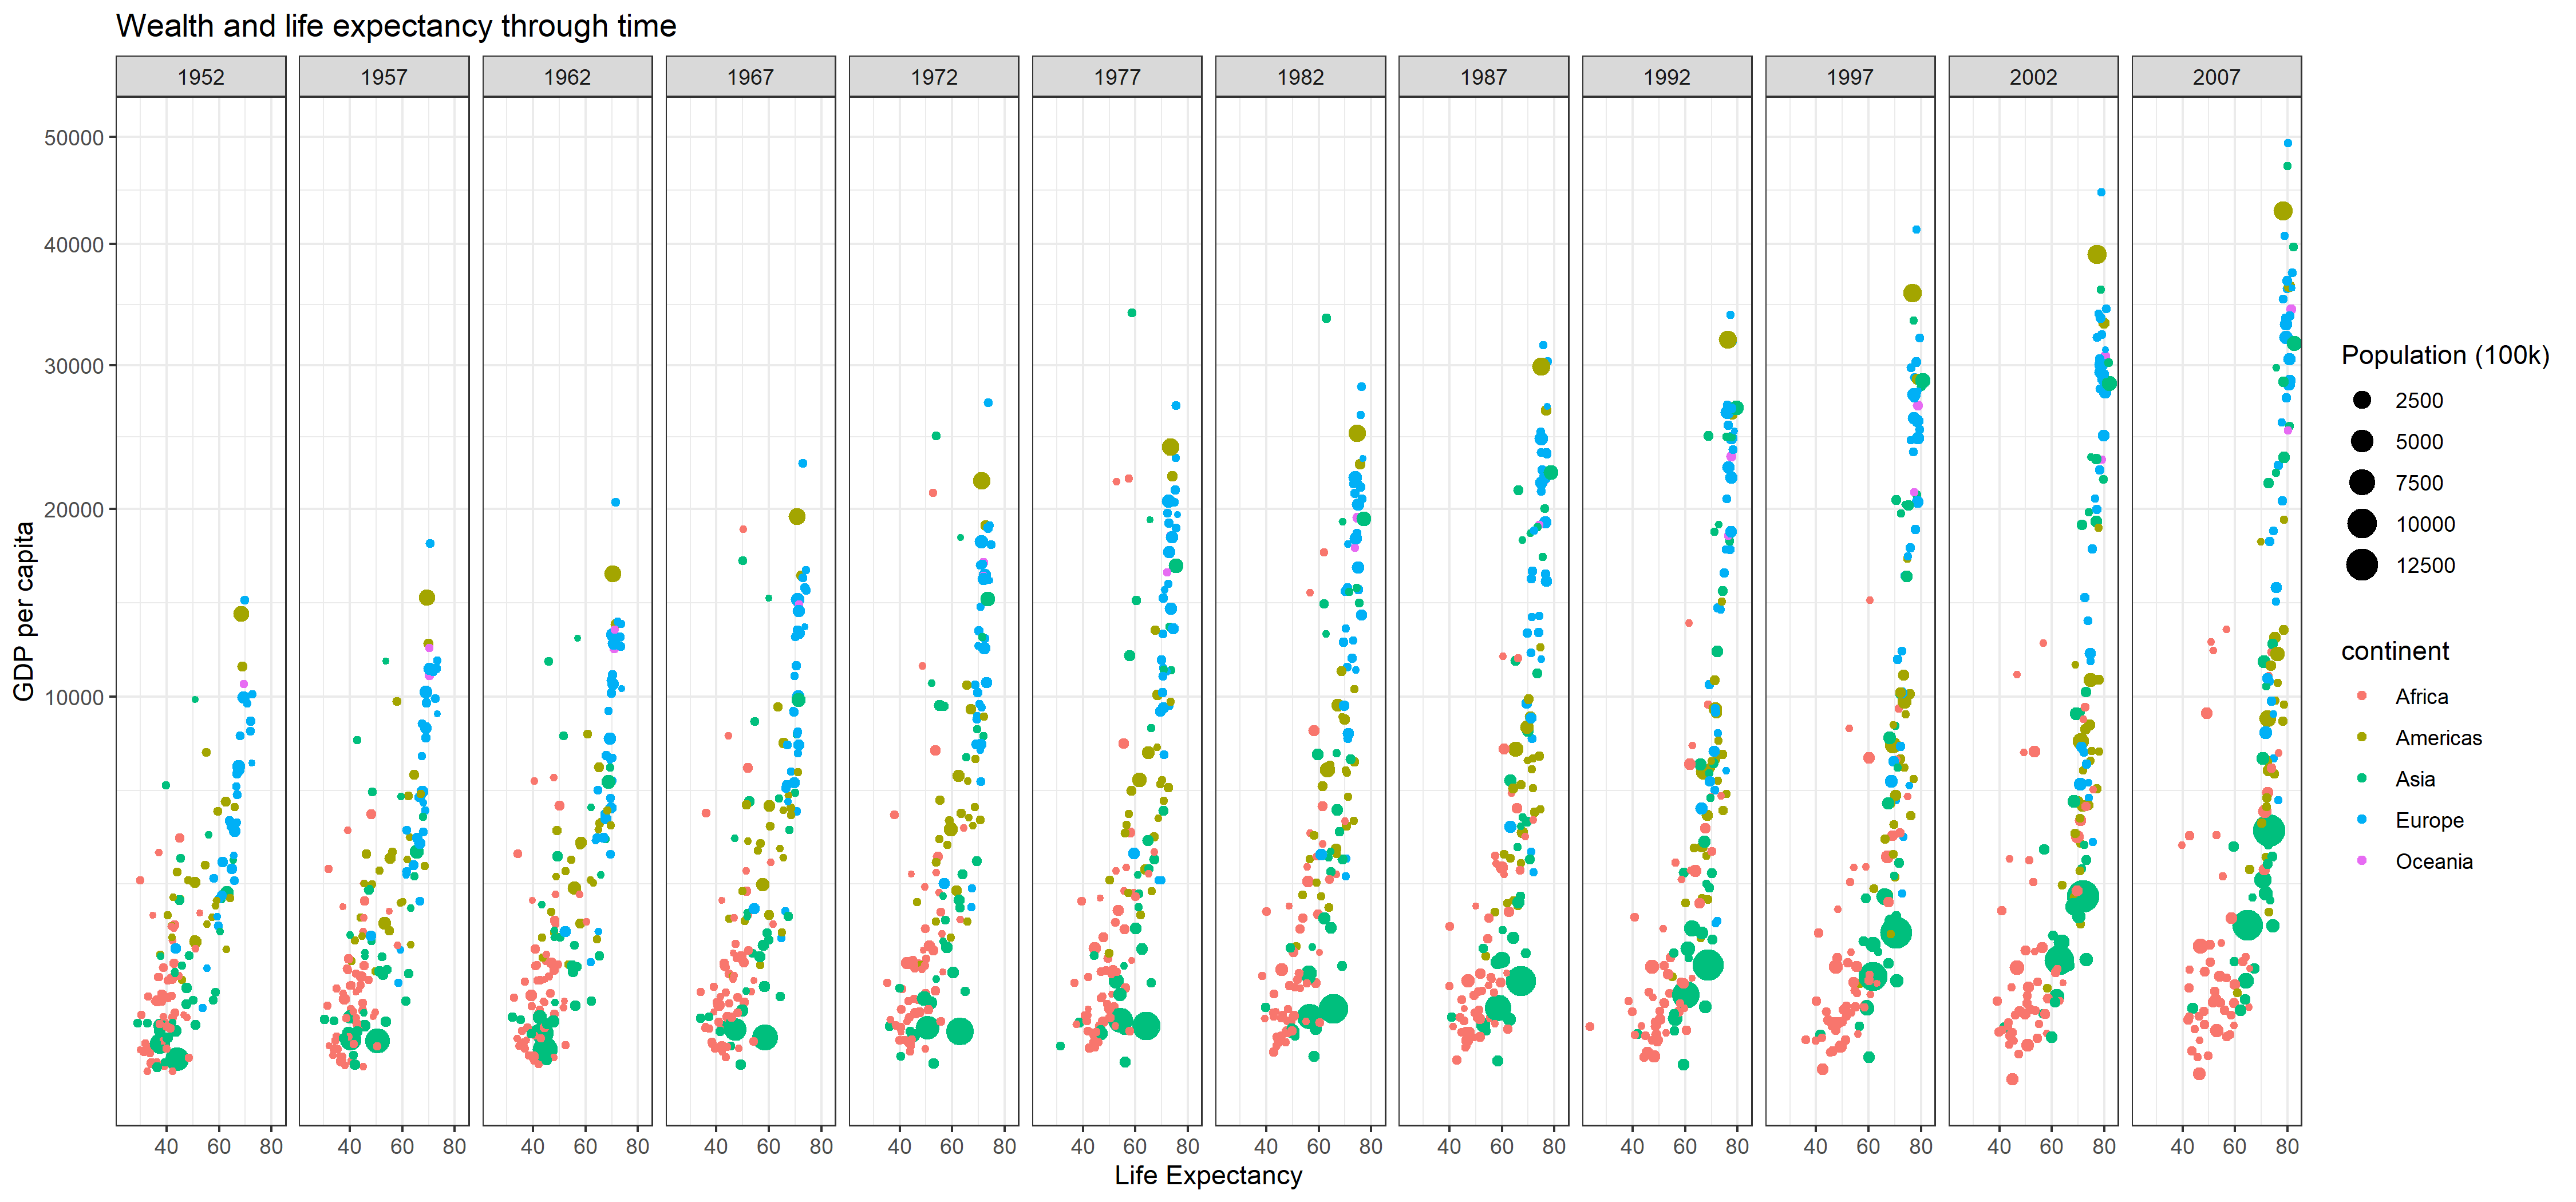 Wealth and life expectancy through time
1952 1957 1962 1967 1972 1977 1982 1987 1992 1997 2002 2007
50000
40000
30000
20000
10000
GDP per capita
40 60 80 40 60 80 40 60 80 40 60 80 40 60 80 40 60 80 40 60 80 40 60 80 40 60 80 40 60 80 40 60 80 40 60 80
Life Expectancy
Population (100k)
2500
5000
7500
10000
12500
continent
Africa
Americas
Asia
Europe
Oceania